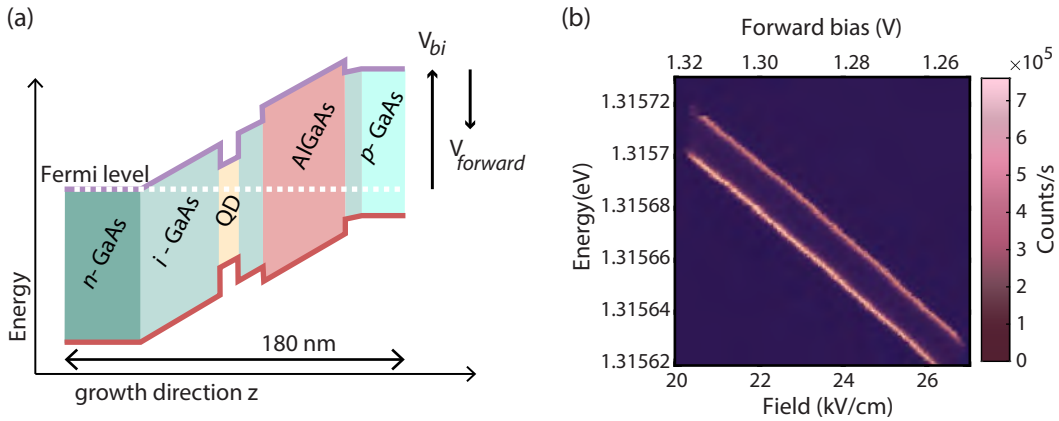 (a)
V_bi
V_forward
Fermi level
n- GaAs
i - GaAs
QD
AlGaAs
p- GaAs
Energy
180 nm
growth direction z
(b)
Forward bias (V)
1.32 1.30 1.28 1.26
×10⁵
1.31572
1.3157
1.31568
1.31566
1.31564
1.31562
Energy(eV)
20 22 24 26
Field (kV/cm)
7
6
5
4
3
2
1
0
Counts/s